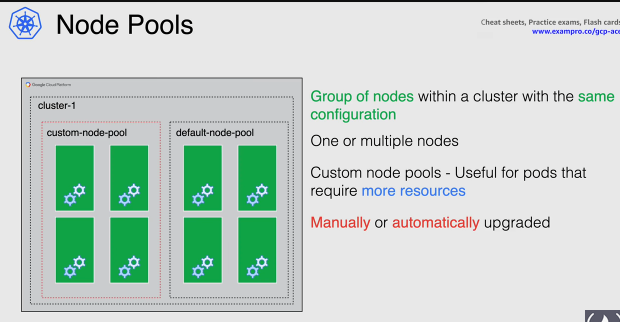 Node Pools
Cheat sheets, Practice exams, Flash cards
www.exampro.co/gcp-ace
Google Cloud Platform
cluster-1
custom-node-pool
default-node-pool
Group of nodes within a cluster with the same
configuration
One or multiple nodes
Custom node pools - Useful for pods that
require more resources
Manually or automatically upgraded